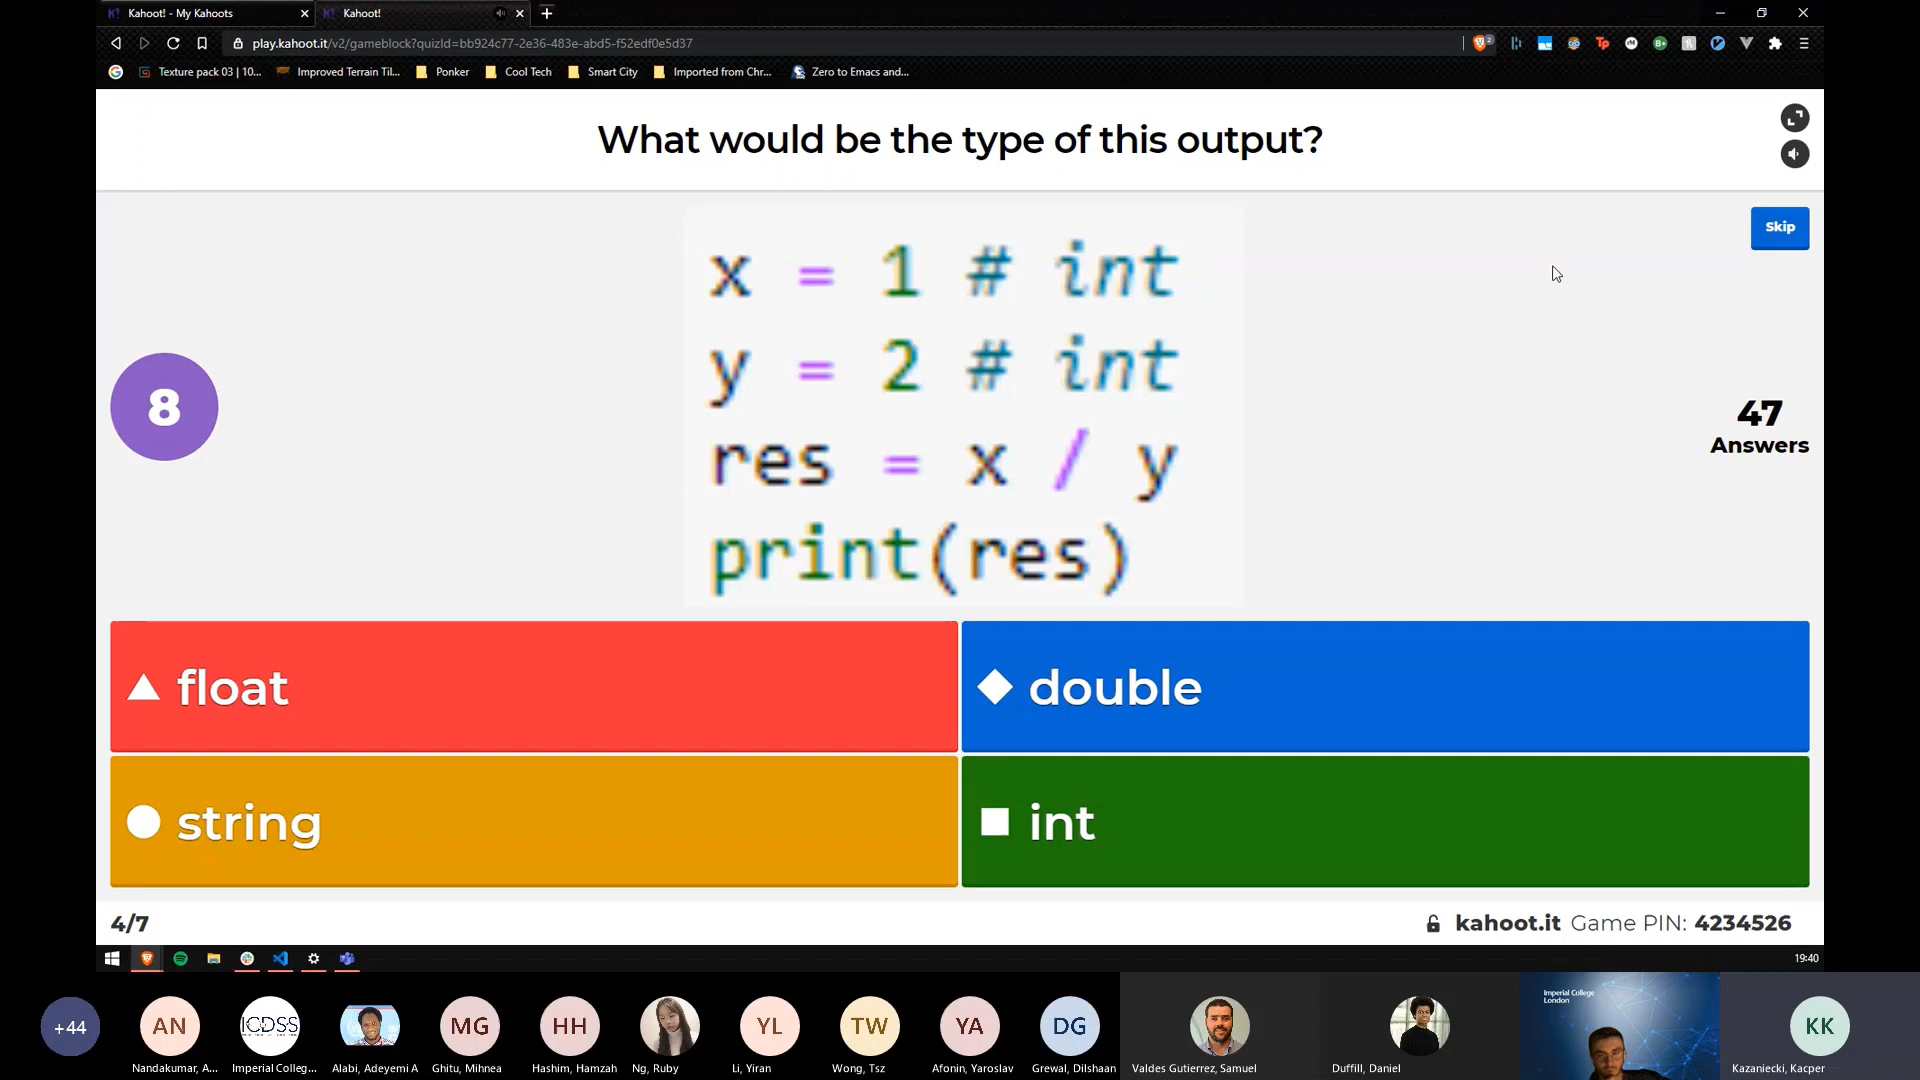 Kahoot! - My Kahoots
Kahoot!
play.kahoot.it/v2/gameblock?quizId=bb924c77-2e36-483e-abd5-f52edf0e5d37
Texture pack 03 | 10...
Improved Terrain Til...
Ponker
Cool Tech
Smart City
Imported from Chr...
Zero to Emacs and...
What would be the type of this output?
Skip
x = 1 # int
y = 2 # int
res = x / y
print(res)
8
47
Answers
float
double
string
int
4/7
kahoot.it Game PIN: 4234526
19:40
+44
AN
ICDSS
MG
HH
YL
TW
YA
DG
Imperial College
London
KK
Nandakumar, A...
Imperial Colleg...
Alabi, Adeyemi A
Ghitu, Mihnea
Hashim, Hamzah
Ng, Ruby
Li, Yiran
Wong, Tsz
Afonin, Yaroslav
Grewal, Dilshaan
Valdes Gutierrez, Samuel
Duffill, Daniel
Kazaniecki, Kacper